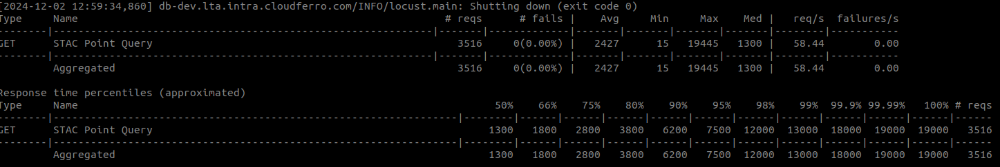 [2024-12-02 12:59:34,860] db-dev.lta.intra.cloudferro.com/INFO/locust.main: Shutting down (exit code 0)
Type     Name                                                                  # reqs      # fails |    Avg     Min     Max    Med |   req/s  failures/s
--------|----------------------------------------------------------------------------|-------|-------------|-------|-------|-------|-------|--------|-----------
GET      STAC Point Query                                                        3516     0(0.00%) |   2427      15   19445   1300 |   58.44        0.00
--------|----------------------------------------------------------------------------|-------|-------------|-------|-------|-------|-------|--------|-----------
         Aggregated                                                              3516     0(0.00%) |   2427      15   19445   1300 |   58.44        0.00
Response time percentiles (approximated)
Type     Name                                                                          50%    66%    75%    80%    90%    95%    98%    99%  99.9% 99.99%   100% # reqs
--------|--------------------------------------------------------------------------------|--------|------|------|------|------|------|------|------|------|------|------|------
GET      STAC Point Query                                                             1300   1800   2800   3800   6200   7500  12000  13000  18000  19000  19000   3516
--------|--------------------------------------------------------------------------------|--------|------|------|------|------|------|------|------|------|------|------|------
         Aggregated                                                                   1300   1800   2800   3800   6200   7500  12000  13000  18000  19000  19000   3516